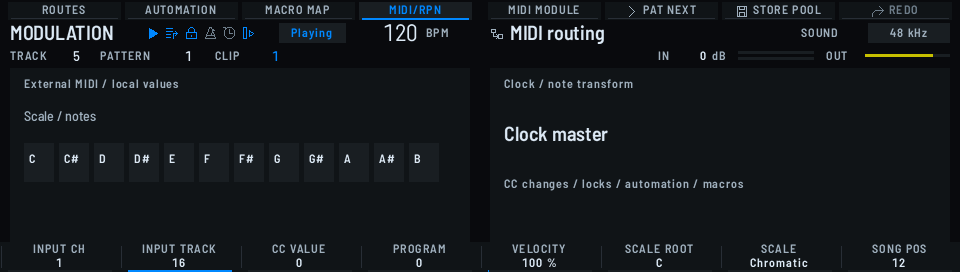 ROUTES AUTOMATION MACRO MAP MIDI/RPN MIDI MODULE PAT NEXT STORE POOL REDO
MODULATION Playing 120 BPM MIDI routing SOUND 48 kHz
TRACK 5 PATTERN 1 CLIP 1 IN 0 dB OUT
External MIDI / local values Clock / note transform
Scale / notes
Clock master
C C# D D# E F F# G G# A A# B
CC changes / locks / automation / macros
INPUT CH INPUT TRACK CC VALUE PROGRAM VELOCITY SCALE ROOT SCALE SONG POS
1 16 0 0 100 % C Chromatic 12